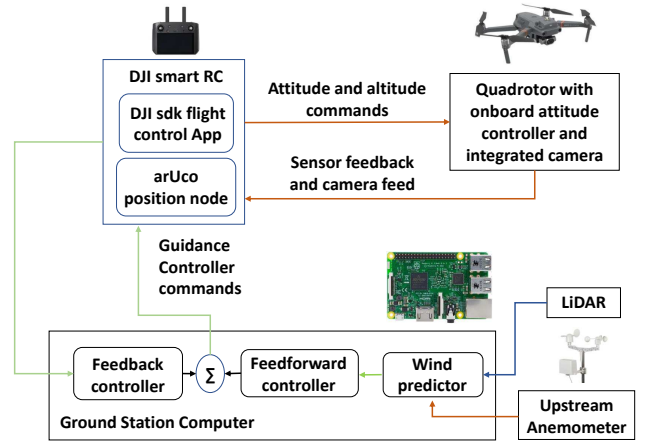 DJI smart RC
DJI sdk flight
control App
arUco
position node
Attitude and altitude
commands
Sensor feedback
and camera feed
Quadrotor with
onboard attitude
controller and
integrated camera
Guidance
Controller
commands
LiDAR
Feedback
controller
Σ
Feedforward
controller
Wind
predictor
Ground Station Computer
Upstream
Anemometer